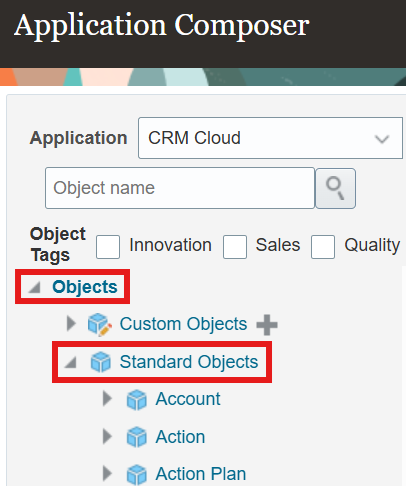 Application Composer
Application CRM Cloud
Object name
Object Tags Innovation Sales Quality
Objects
Custom Objects
Standard Objects
Account
Action
Action Plan